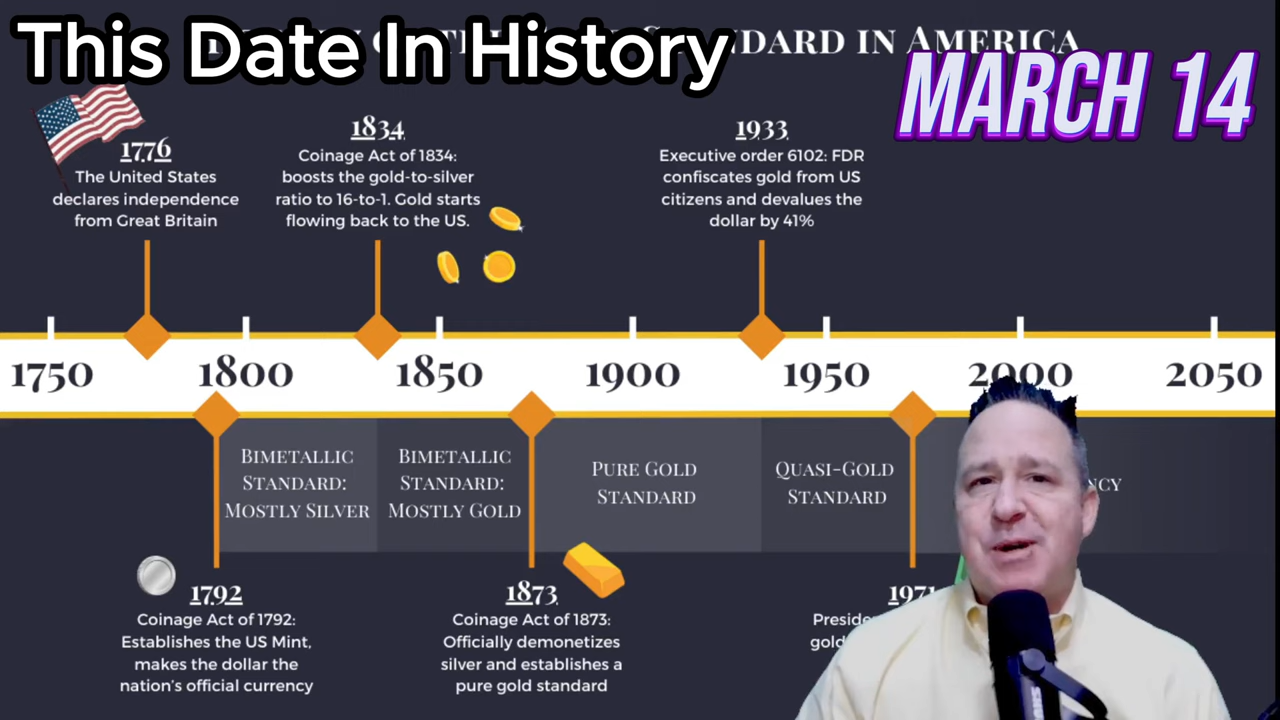 This Date In History
STANDARD IN AMERICA
MARCH 14
1776
The United States
declares independence
from Great Britain
1834
Coinage Act of 1834:
boosts the gold-to-silver
ratio to 16-to-1. Gold starts
flowing back to the US.
1933
Executive order 6102: FDR
confiscates gold from US
citizens and devalues the
dollar by 41%
1750
1800
1850
1900
1950
2000
2050
BIMETALLIC
STANDARD:
MOSTLY SILVER
BIMETALLIC
STANDARD:
MOSTLY GOLD
PURE GOLD
STANDARD
QUASI-GOLD
STANDARD
1792
Coinage Act of 1792:
Establishes the US Mint,
makes the dollar the
nation's official currency
1873
Coinage Act of 1873:
Officially demonetizes
silver and establishes a
pure gold standard
1971
gold